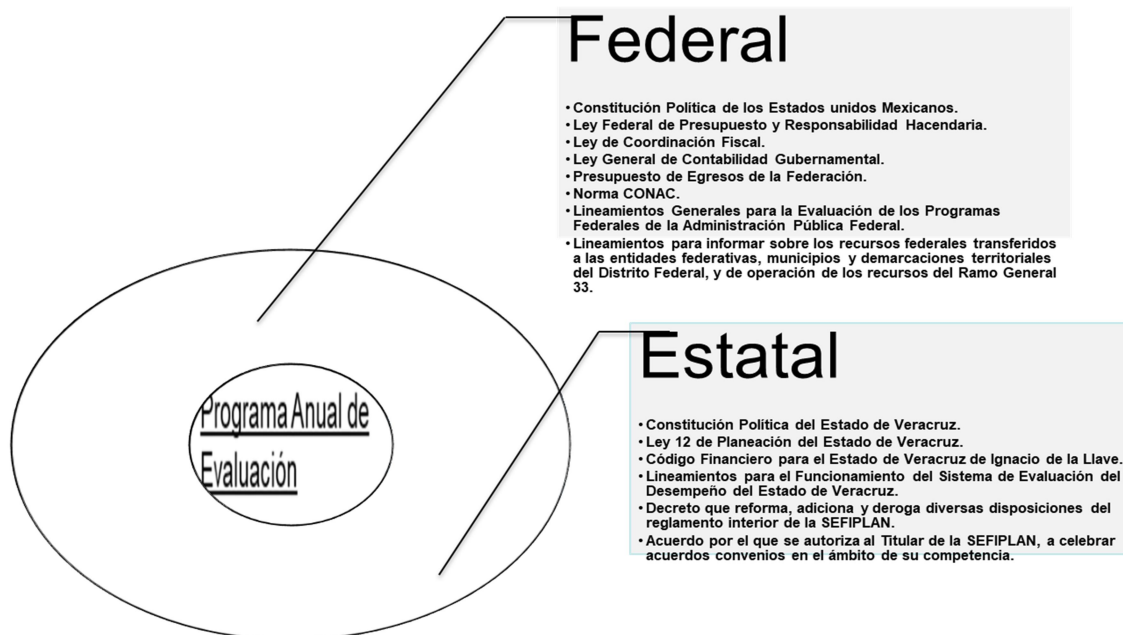 Federal
• Constitución Política de los Estados unidos Mexicanos.
• Ley Federal de Presupuesto y Responsabilidad Hacendaria.
• Ley de Coordinación Fiscal.
• Ley General de Contabilidad Gubernamental.
• Presupuesto de Egresos de la Federación.
• Norma CONAC.
• Lineamientos Generales para la Evaluación de los Programas
Federales de la Administración Pública Federal.
• Lineamientos para informar sobre los recursos federales transferidos
a las entidades federativas, municipios y demarcaciones territoriales
del Distrito Federal, y de operación de los recursos del Ramo General
33.
Programa Anual de
Evaluación
Estatal
• Constitución Política del Estado de Veracruz.
• Ley 12 de Planeación del Estado de Veracruz.
• Código Financiero para el Estado de Veracruz de Ignacio de la Llave.
• Lineamientos para el Funcionamiento del Sistema de Evaluación del
Desempeño del Estado de Veracruz.
• Decreto que reforma, adiciona y deroga diversas disposiciones del
reglamento interior de la SEFIPLAN.
• Acuerdo por el que se autoriza al Titular de la SEFIPLAN, a celebrar
acuerdos convenios en el ámbito de su competencia.